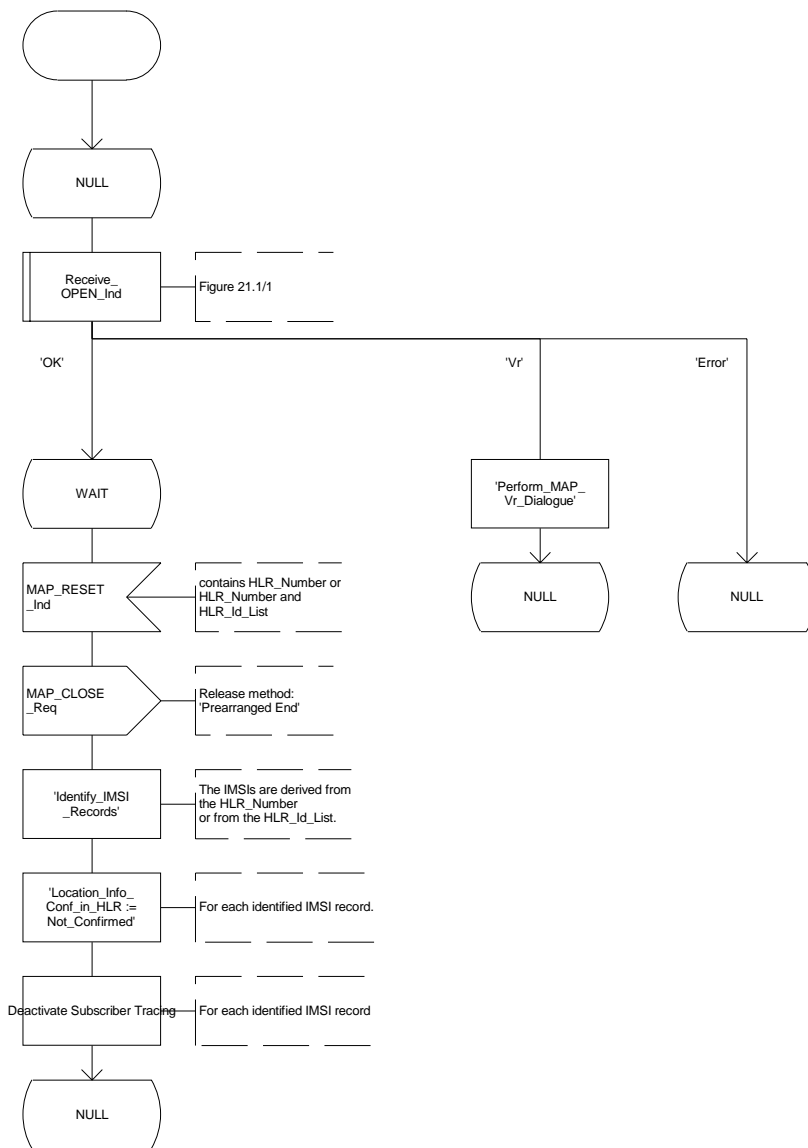 NULL
Receive_
OPEN_Ind
Figure 21.1/1
'OK'
'Vr'
'Error'
WAIT
'Perform_MAP_
Vr_Dialogue'
MAP_RESET
_Ind
contains HLR_Number or
HLR_Number and
HLR_Id_List
NULL
NULL
MAP_CLOSE
_Req
Release method:
'Prearranged End'
'Identify_IMSI
_Records'
The IMSIs are derived from
the HLR_Number
or from the HLR_Id_List.
'Location_Info_
Conf_in_HLR :=
Not_Confirmed'
For each identified IMSI record.
Deactivate Subscriber Tracing
For each identified IMSI record
NULL